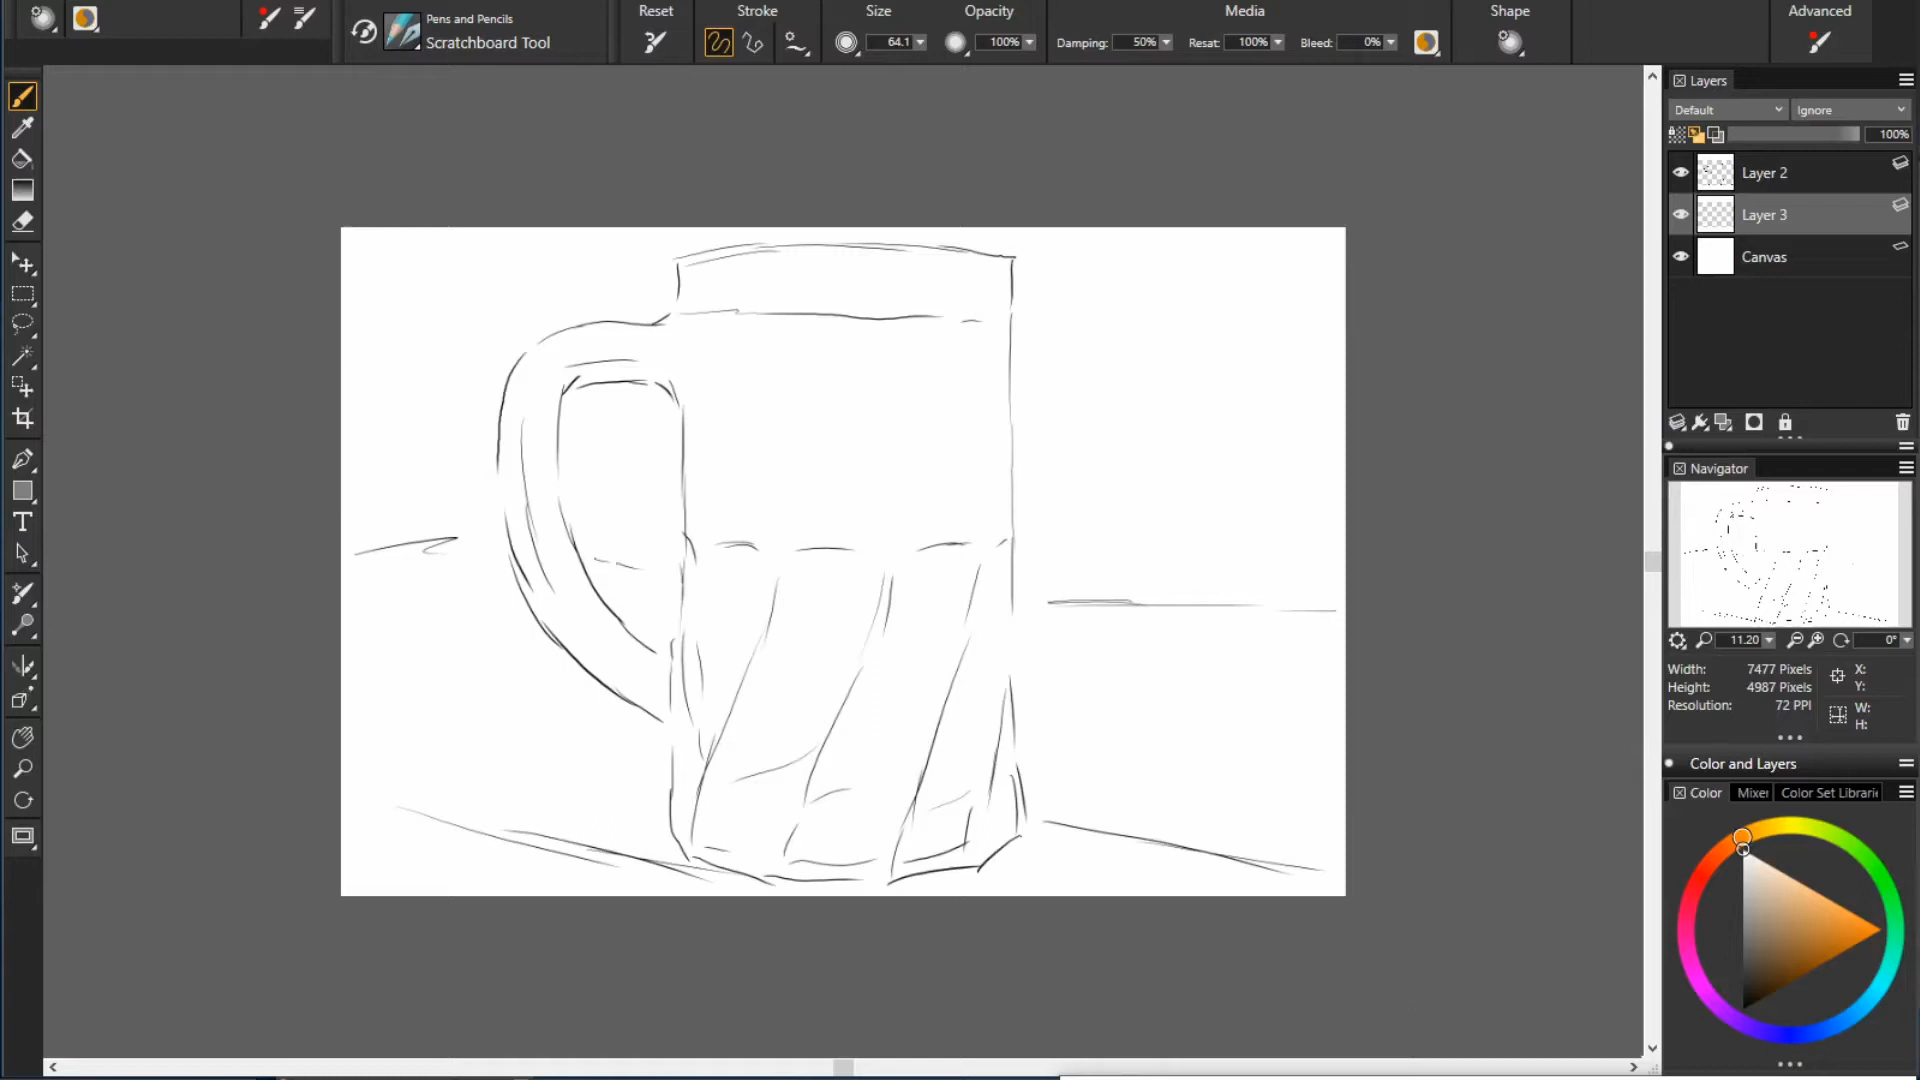 Reset
Stroke
Size
Opacity
Media
Shape
Advanced
Pens and Pencils
Scratchboard Tool
64.1
100%
Damping: 50%
Resat: 100%
Bleed: 0%
Layers
Default
Ignore
100%
Layer 2
Layer 3
Canvas
T
Navigator
11.20
0°
Width: 7477 Pixels
Height: 4987 Pixels
Resolution: 72 PPI
X:
Y:
W:
H:
Color and Layers
Color
Mixer
Color Set Librari